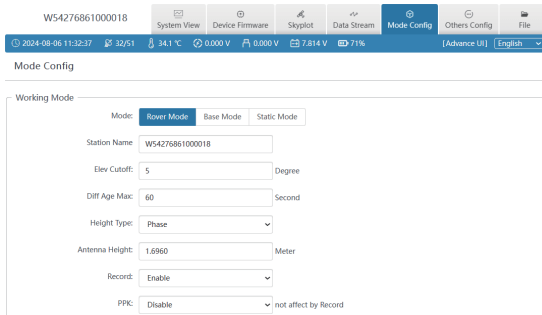 W54276861000018
System View
Device Firmware
Skyplot
Data Stream
Mode Config
Others Config
File
2024-08-06 11:32:37 32/51 34.1 ℃ 0.000 V 0.000 V 7.814 V 71% [Advance UI] English
Mode Config
Working Mode
Mode: Rover Mode Base Mode Static Mode
Station Name W54276861000018
Elev Cutoff: 5 Degree
Diff Age Max: 60 Second
Height Type: Phase
Antenna Height: 1.6960 Meter
Record: Enable
PPK: Disable not affect by Record